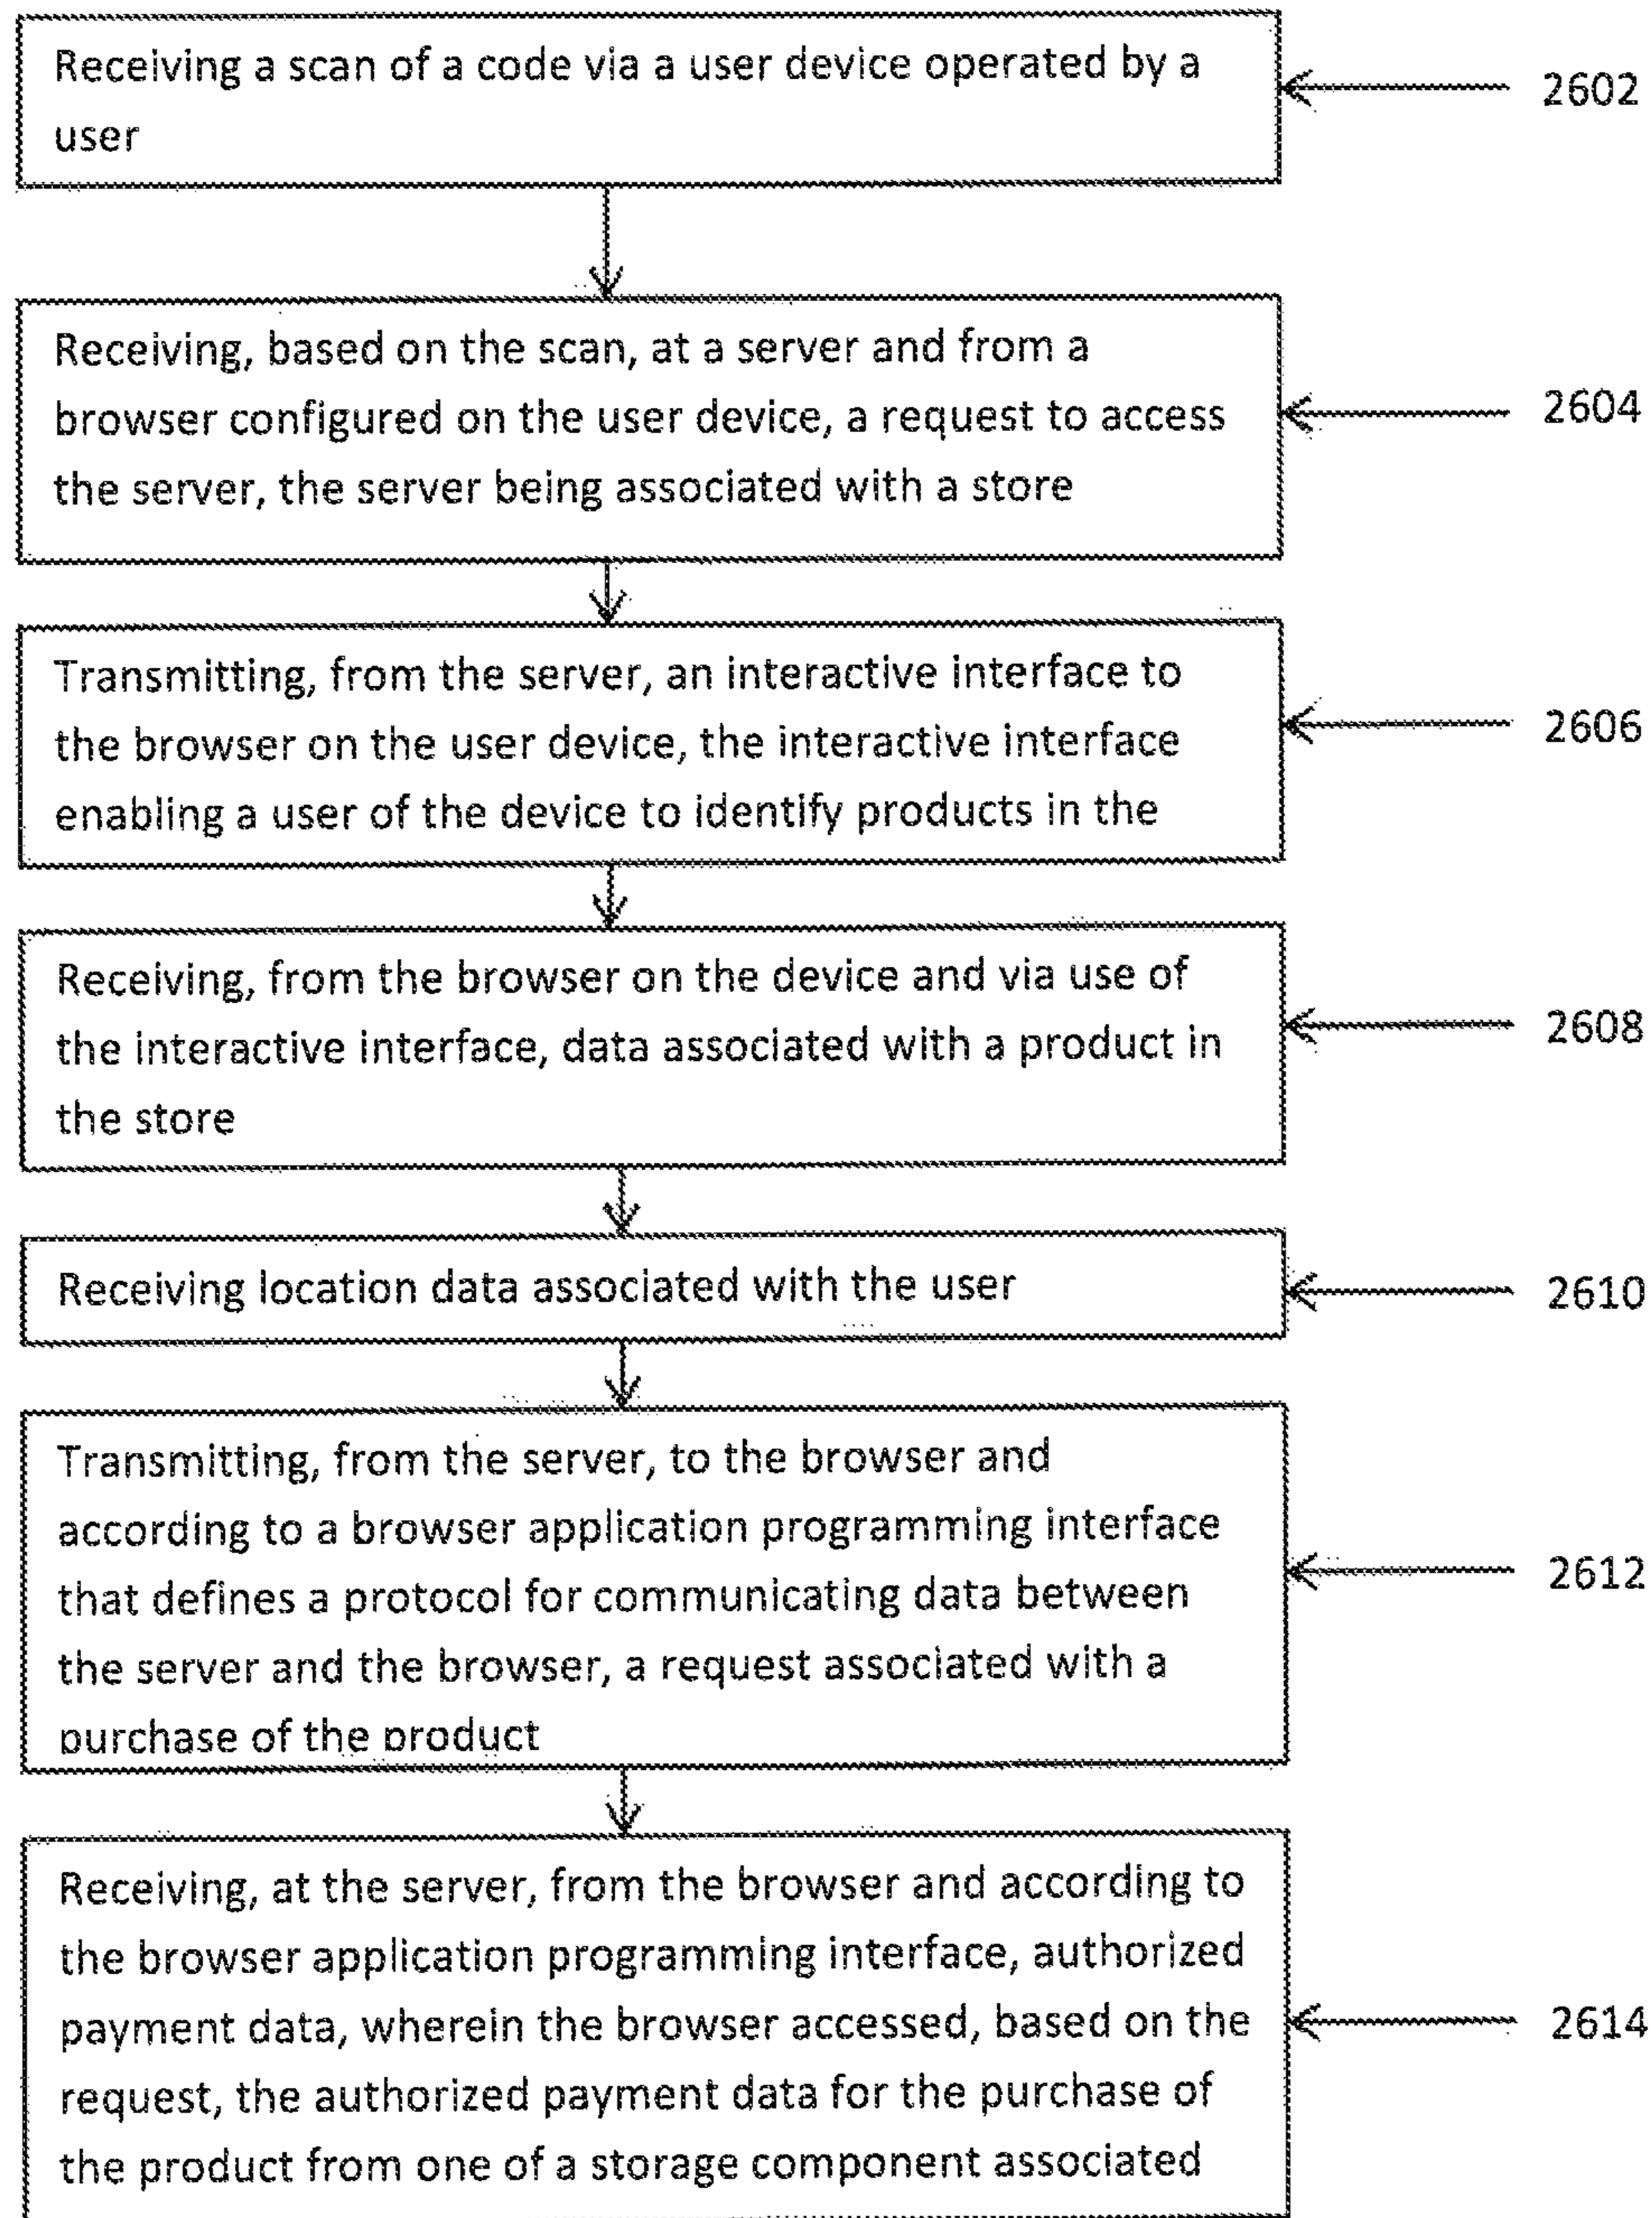 Receiving a scan of a code via a user device operated by a
user
2602
Receiving, based on the scan, at a server and from a
browser configured on the user device, a request to access
the server, the server being associated with a store
2604
Transmitting, from the server, an interactive interface to
the browser on the user device, the interactive interface
enabling a user of the device to identify products in the
2606
Receiving, from the browser on the device and via use of
the interactive interface, data associated with a product in
the store
2608
Receiving location data associated with the user
2610
Transmitting, from the server, to the browser and
according to a browser application programming interface
that defines a protocol for communicating data between
the server and the browser, a request associated with a
purchase of the product
2612
Receiving, at the server, from the browser and according to
the browser application programming interface, authorized
payment data, wherein the browser accessed, based on the
request, the authorized payment data for the purchase of
the product from one of a storage component associated
2614